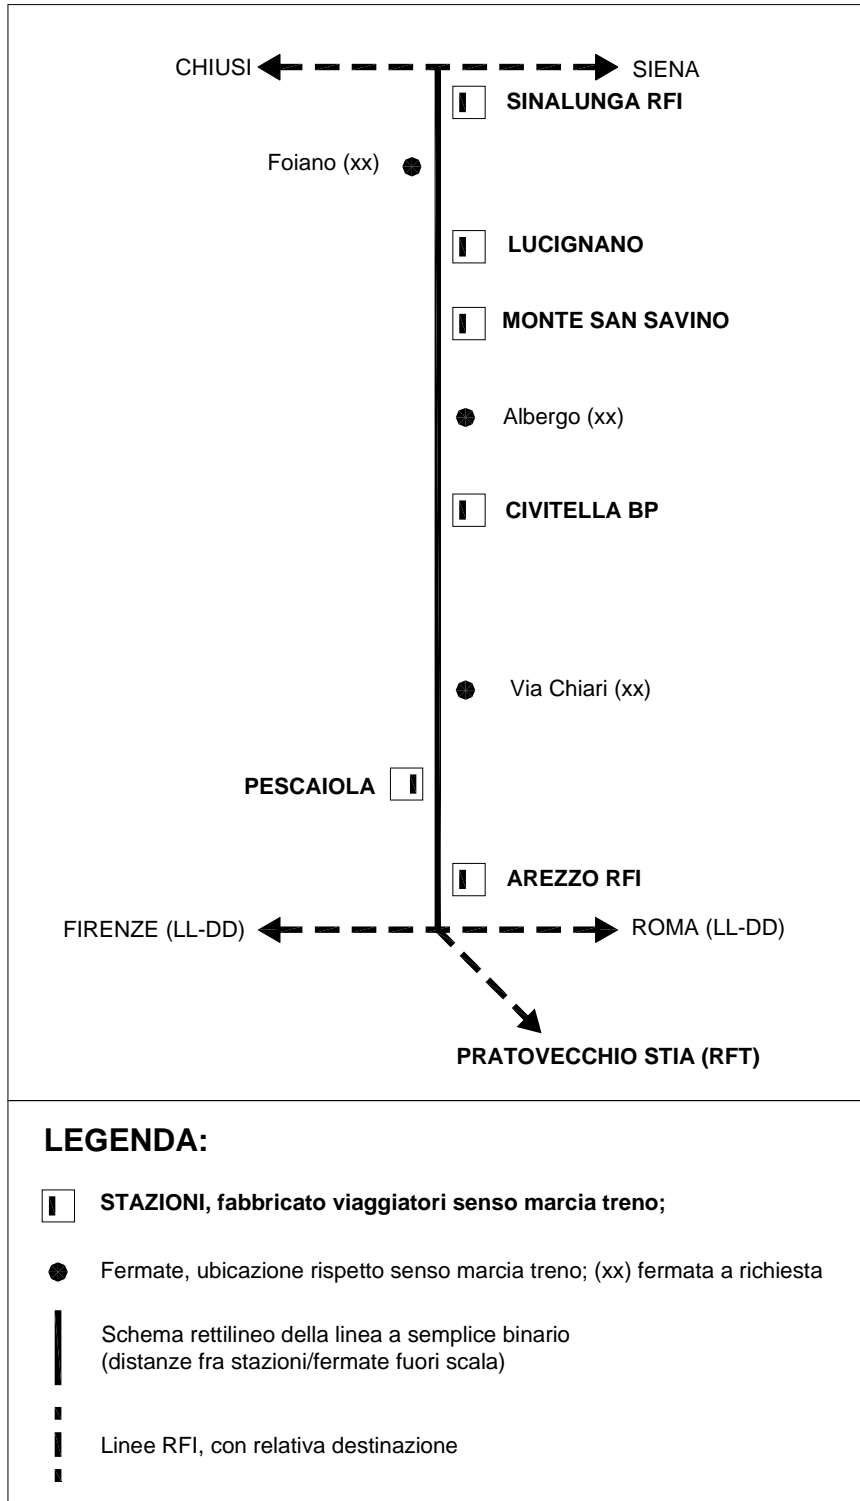 CHIUSI
SIENA
SINALUNGA RFI
Foiano (xx)
LUCIGNANO
MONTE SAN SAVINO
Albergo (xx)
CIVITELLA BP
Via Chiari (xx)
PESCAIOLA
AREZZO RFI
FIRENZE (LL-DD)
ROMA (LL-DD)
PRATOVECCHIO STIA (RFT)
LEGENDA:
STAZIONI, fabbricato viaggiatori senso marcia treno;
Fermate, ubicazione rispetto senso marcia treno; (xx) fermata a richiesta
Schema rettilineo della linea a semplice binario
(distanze fra stazioni/fermate fuori scala)
Linee RFI, con relativa destinazione